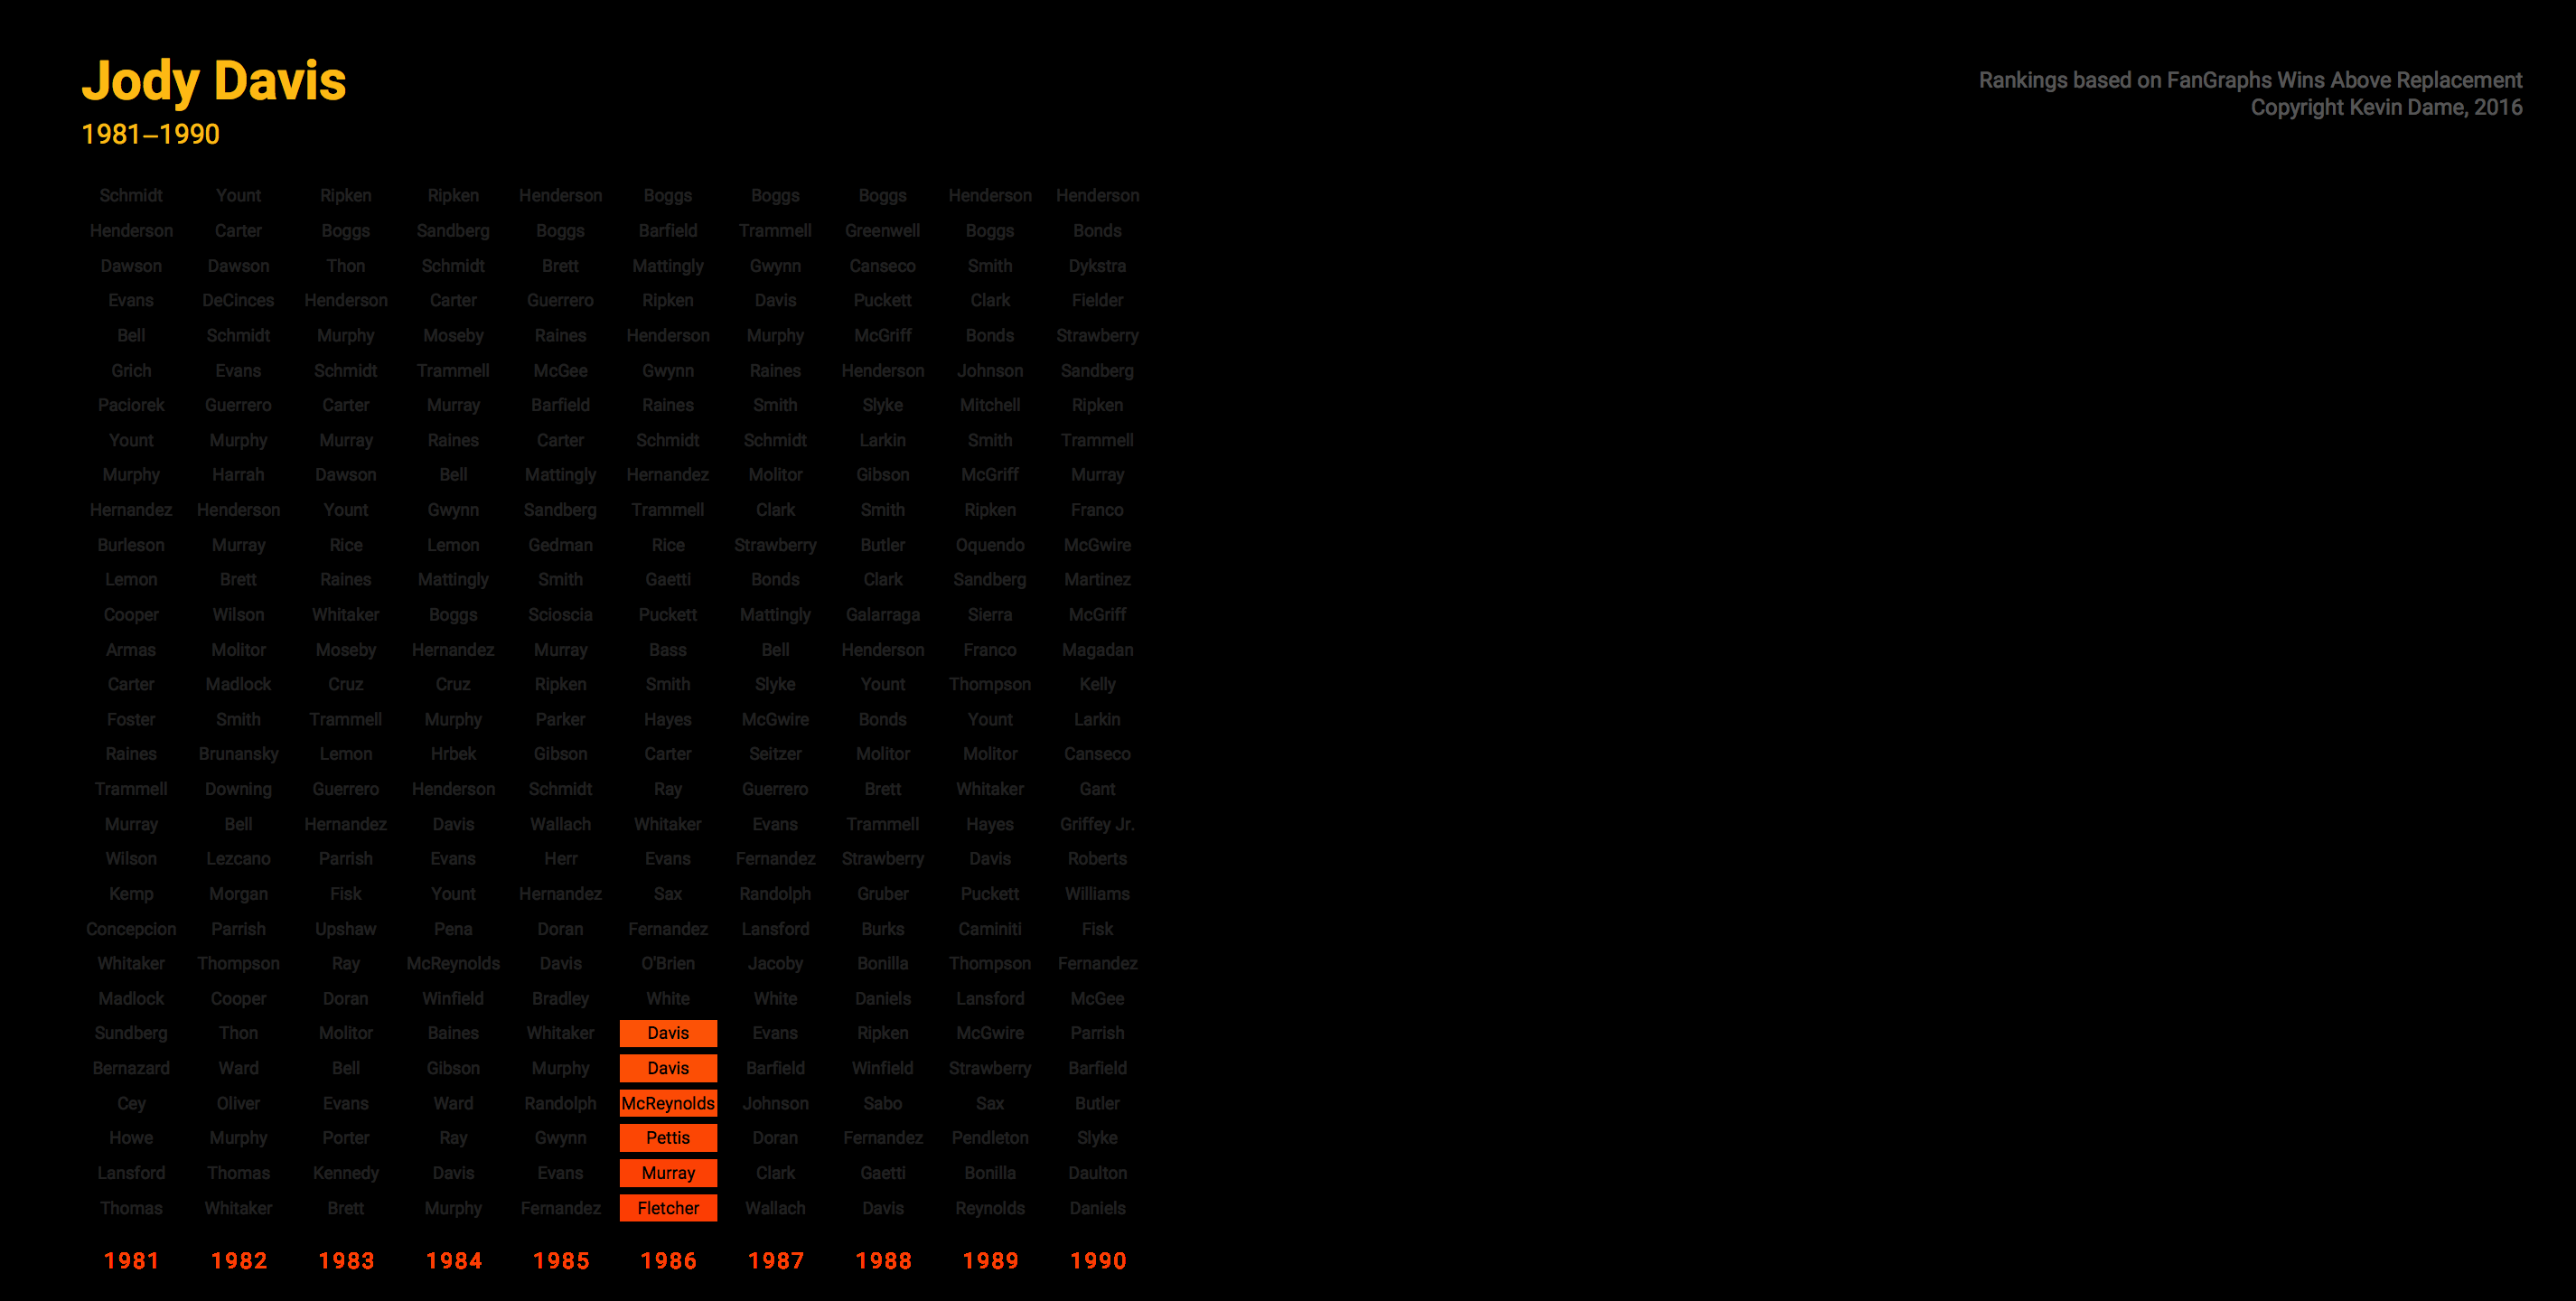 Jody Davis
1981–1990
Rankings based on FanGraphs Wins Above Replacement
Copyright Kevin Dame, 2016
Schmidt Yount Ripken Ripken Henderson Boggs Boggs Boggs Henderson Henderson
Henderson Carter Boggs Sandberg Boggs Barfield Trammell Greenwell Boggs Bonds
Dawson Dawson Thon Schmidt Brett Mattingly Gwynn Canseco Smith Dykstra
Evans DeCinces Henderson Carter Guerrero Ripken Davis Puckett Clark Fielder
Bell Schmidt Murphy Moseby Raines Henderson Murphy McGriff Bonds Strawberry
Grich Evans Schmidt Trammell McGee Gwynn Raines Henderson Johnson Sandberg
Paciorek Guerrero Carter Murray Barfield Raines Smith Slyke Mitchell Ripken
Yount Murphy Murray Raines Carter Schmidt Schmidt Larkin Smith Trammell
Murphy Harrah Dawson Bell Mattingly Hernandez Molitor Gibson McGriff Murray
Hernandez Henderson Yount Gwynn Sandberg Trammell Clark Smith Ripken Franco
Burleson Murray Rice Lemon Gedman Rice Strawberry Butler Oquendo McGwire
Lemon Brett Raines Mattingly Smith Gaetti Bonds Clark Sandberg Martinez
Cooper Wilson Whitaker Boggs Scioscia Puckett Mattingly Galarraga Sierra McGriff
Armas Molitor Moseby Hernandez Murray Bass Bell Henderson Franco Magadan
Carter Madlock Cruz Cruz Ripken Smith Slyke Yount Thompson Kelly
Foster Smith Trammell Murphy Parker Hayes McGwire Bonds Yount Larkin
Raines Brunansky Lemon Hrbek Gibson Carter Seitzer Molitor Molitor Canseco
Trammell Downing Guerrero Henderson Schmidt Ray Guerrero Brett Whitaker Gant
Murray Bell Hernandez Davis Wallach Whitaker Evans Trammell Hayes Griffey Jr.
Wilson Lezcano Parrish Evans Herr Evans Fernandez Strawberry Davis Roberts
Kemp Morgan Fisk Yount Hernandez Sax Randolph Gruber Puckett Williams
Concepcion Parrish Upshaw Pena Doran Fernandez Lansford Burks Caminiti Fisk
Whitaker Thompson Ray McReynolds Davis O'Brien Jacoby Bonilla Thompson Fernandez
Madlock Cooper Doran Winfield Bradley White White Daniels Lansford McGee
Sundberg Thon Molitor Baines Whitaker Davis Evans Ripken McGwire Parrish
Bernazard Ward Bell Gibson Murphy Davis Barfield Winfield Strawberry Barfield
Cey Oliver Evans Ward Randolph McReynolds Johnson Sabo Sax Butler
Howe Murphy Porter Ray Gwynn Pettis Doran Fernandez Pendleton Slyke
Lansford Thomas Kennedy Davis Evans Murray Clark Gaetti Bonilla Daulton
Thomas Whitaker Brett Murphy Fernandez Fletcher Wallach Davis Reynolds Daniels
1981 1982 1983 1984 1985 1986 1987 1988 1989 1990